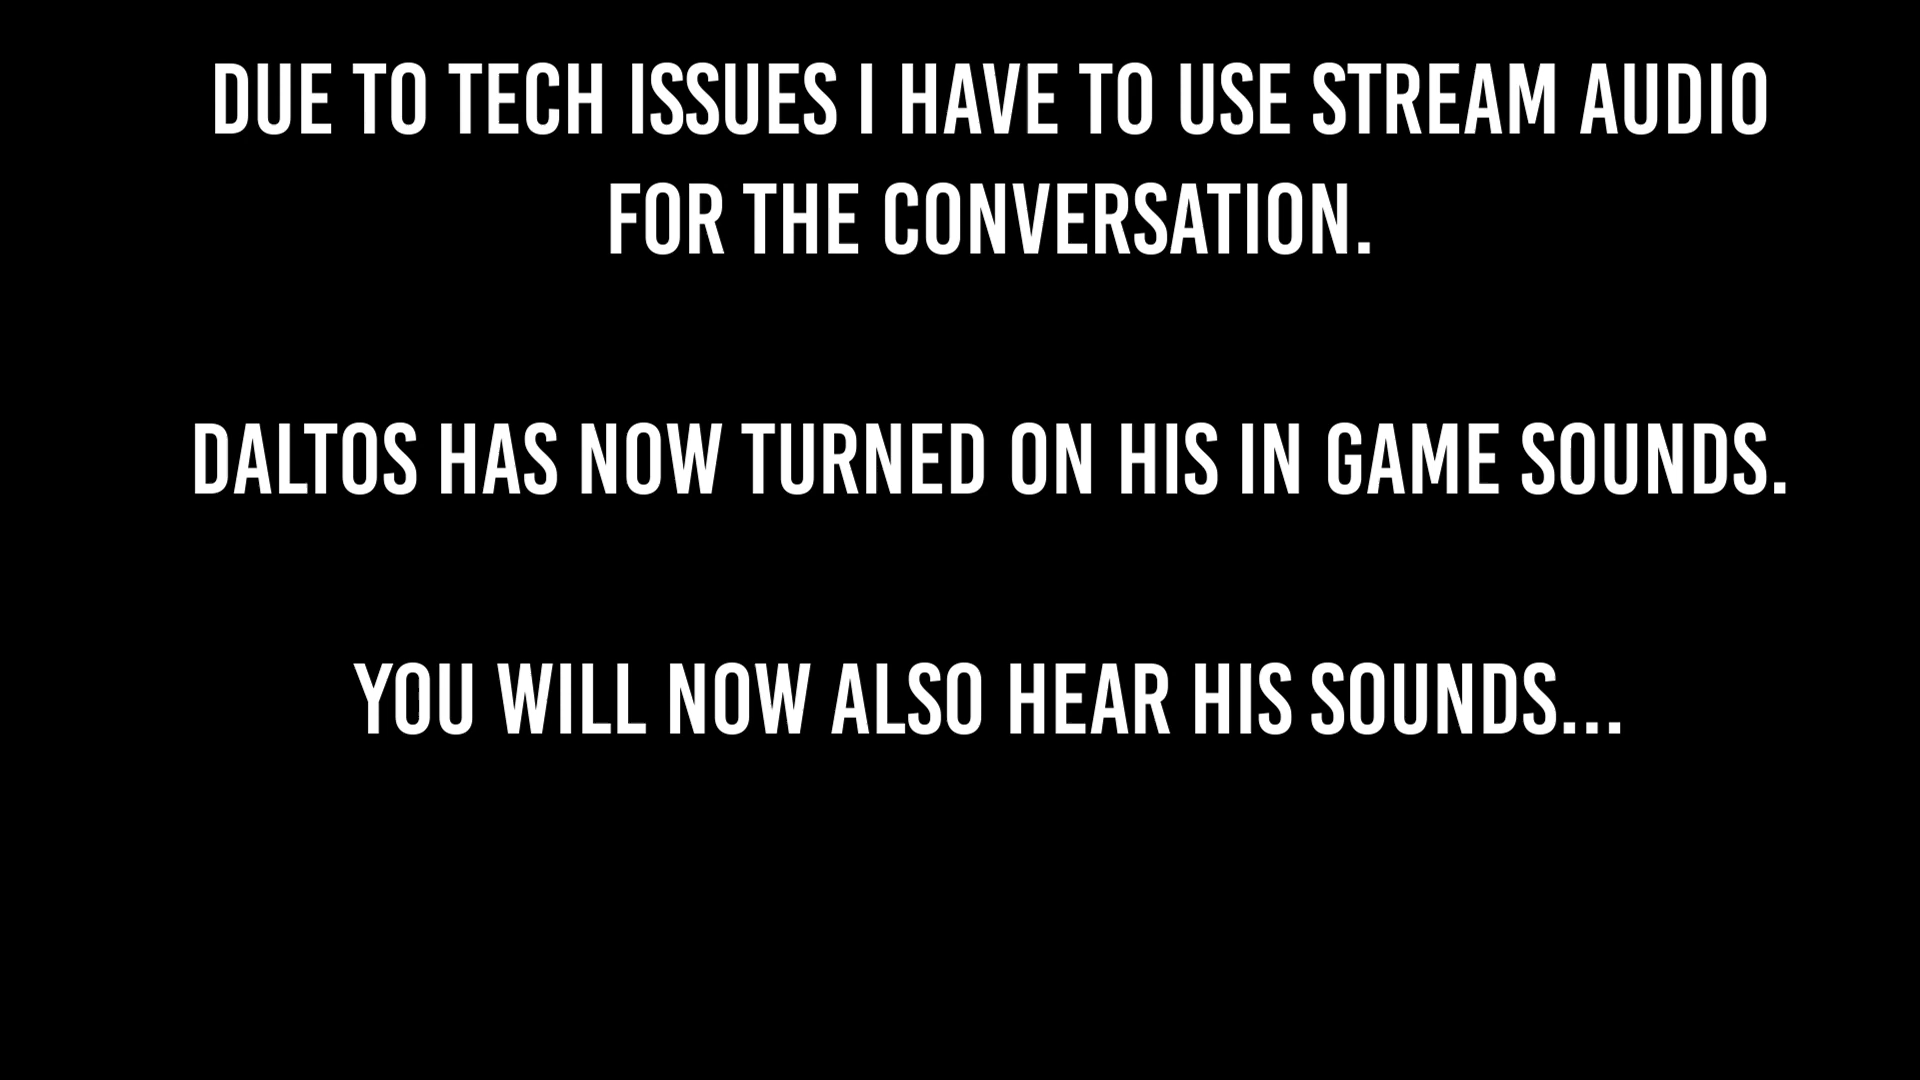 DUE TO TECH ISSUES I HAVE TO USE STREAM AUDIO
FOR THE CONVERSATION.
DALTOS HAS NOW TURNED ON HIS IN GAME SOUNDS.
YOU WILL NOW ALSO HEAR HIS SOUNDS...